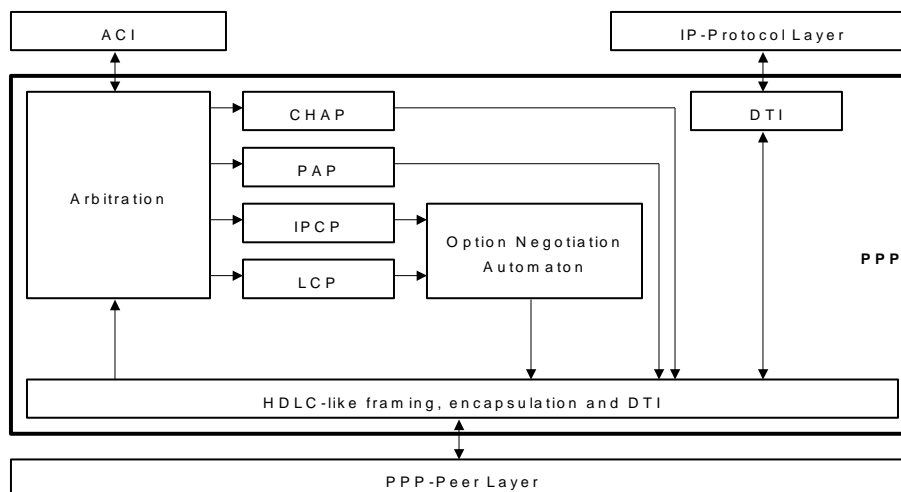 ACI
IP-Protocol Layer
CHAP
DTI
PAP
Arbitration
IPCP
Option Negotiation
Automaton
PPP
LCP
HDLC-like framing, encapsulation and DTI
PPP-Peer Layer